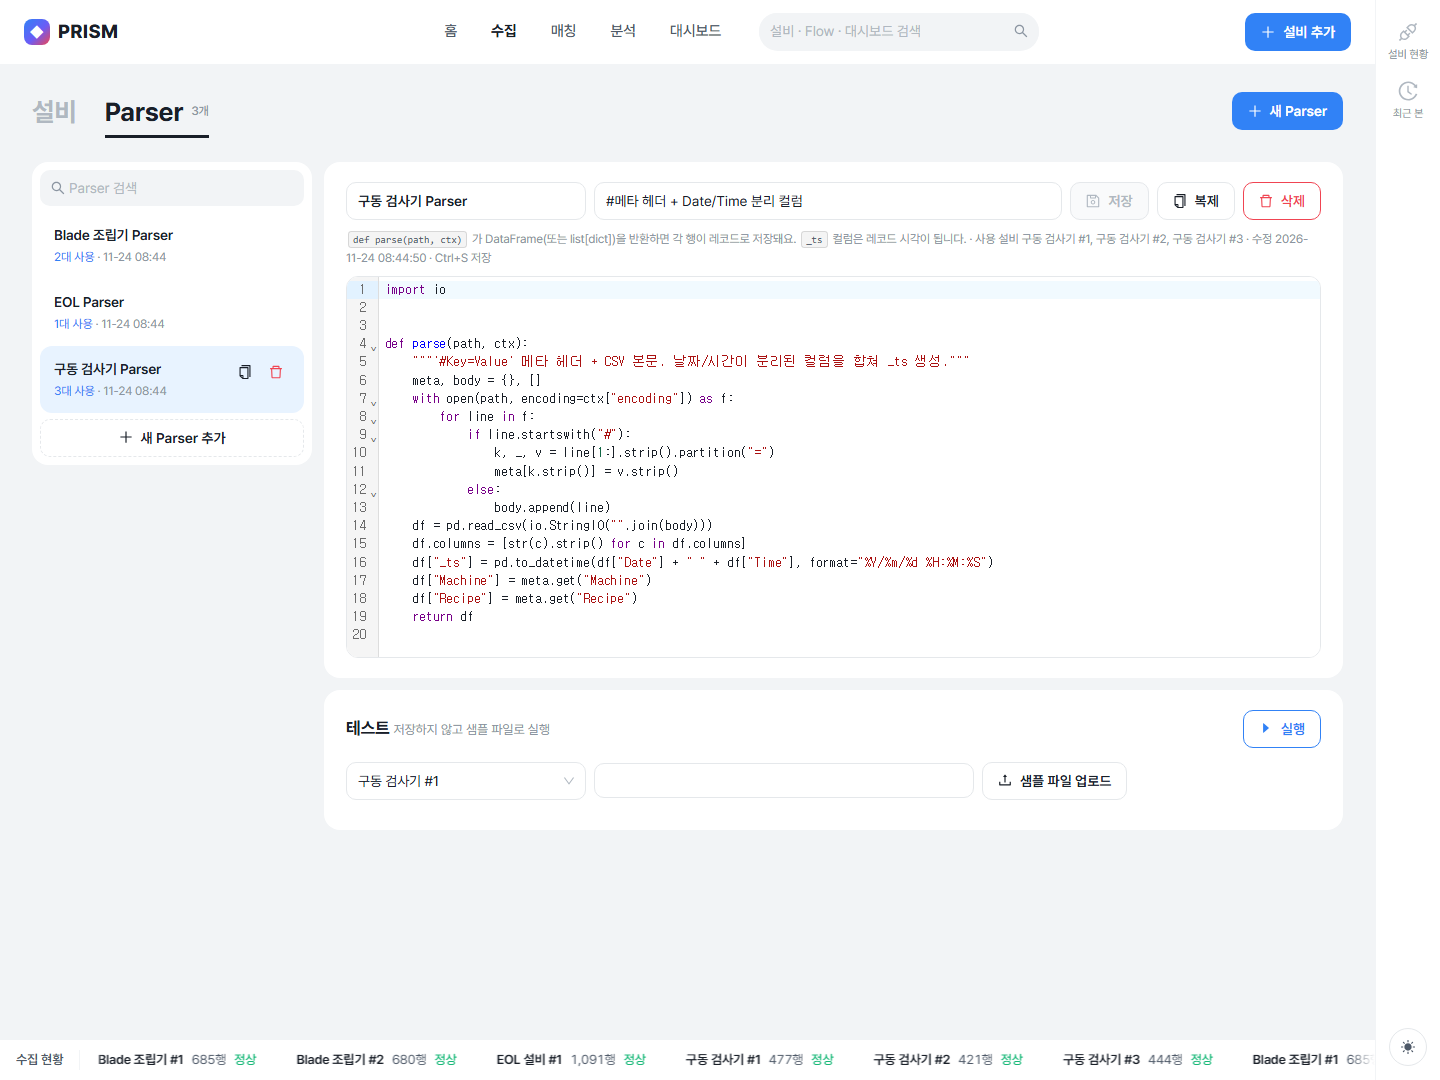 PRISM
홈 수집 매칭 분석 대시보드
설비 · Flow · 대시보드 검색
설비 추가
설비 현황
최근 본
설비
Parser 3개
새 Parser
Parser 검색
Blade 조립기 Parser
2대 사용 · 11-24 08:44
EOL Parser
1대 사용 · 11-24 08:44
구동 검사기 Parser
3대 사용 · 11-24 08:44
새 Parser 추가
구동 검사기 Parser
#메타 헤더 + Date/Time 분리 컬럼
저장
복제
삭제
def parse(path, ctx) 가 DataFrame(또는 list[dict])을 반환하면 각 행이 레코드로 저장돼요. _ts 컬럼은 레코드 시각이 됩니다. · 사용 설비 구동 검사기 #1, 구동 검사기 #2, 구동 검사기 #3 · 수정 2026-
11-24 08:44:50 · Ctrl+S 저장
1 import io
2
3
4 def parse(path, ctx):
5 """'#Key=Value' 메타 헤더 + CSV 본문. 날짜/시간이 분리된 컬럼을 합쳐 _ts 생성."""
6 meta, body = {}, []
7 with open(path, encoding=ctx["encoding"]) as f:
8 for line in f:
9 if line.startswith("#"):
10 k, _, v = line[1:].strip().partition("=")
11 meta[k.strip()] = v.strip()
12 else:
13 body.append(line)
14 df = pd.read_csv(io.StringIO("".join(body)))
15 df.columns = [str(c).strip() for c in df.columns]
16 df["_ts"] = pd.to_datetime(df["Date"] + " " + df["Time"], format="%Y/%m/%d %H:%M:%S")
17 df["Machine"] = meta.get("Machine")
18 df["Recipe"] = meta.get("Recipe")
19 return df
20
테스트 저장하지 않고 샘플 파일로 실행
실행
구동 검사기 #1
샘플 파일 업로드
수집 현황 Blade 조립기 #1 685행 정상 Blade 조립기 #2 680행 정상 EOL 설비 #1 1,091행 정상 구동 검사기 #1 477행 정상 구동 검사기 #2 421행 정상 구동 검사기 #3 444행 정상 Blade 조립기 #1 685